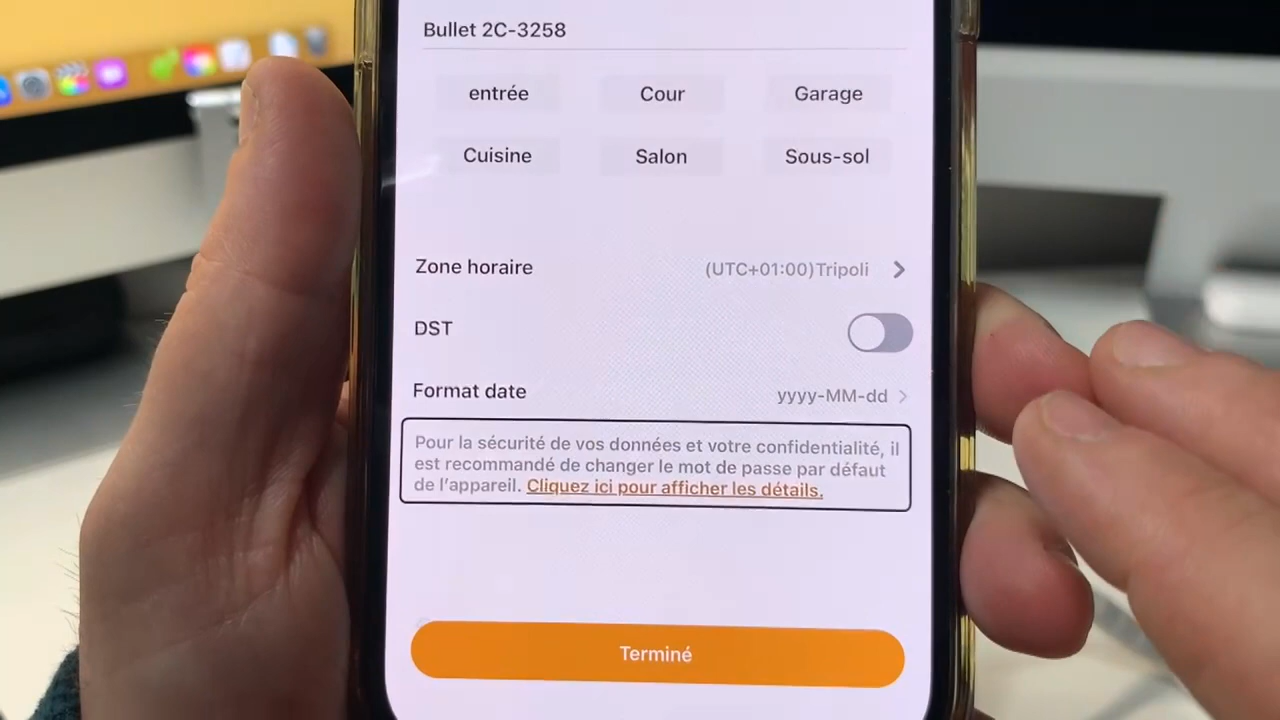 Bullet 2C-3258
entrée Cour Garage
Cuisine Salon Sous-sol
Zone horaire (UTC+01:00)Tripoli
DST
Format date yyyy-MM-dd
Pour la sécurité de vos données et votre confidentialité, il
est recommandé de changer le mot de passe par défaut
de l'appareil. Cliquez ici pour afficher les détails.
Terminé